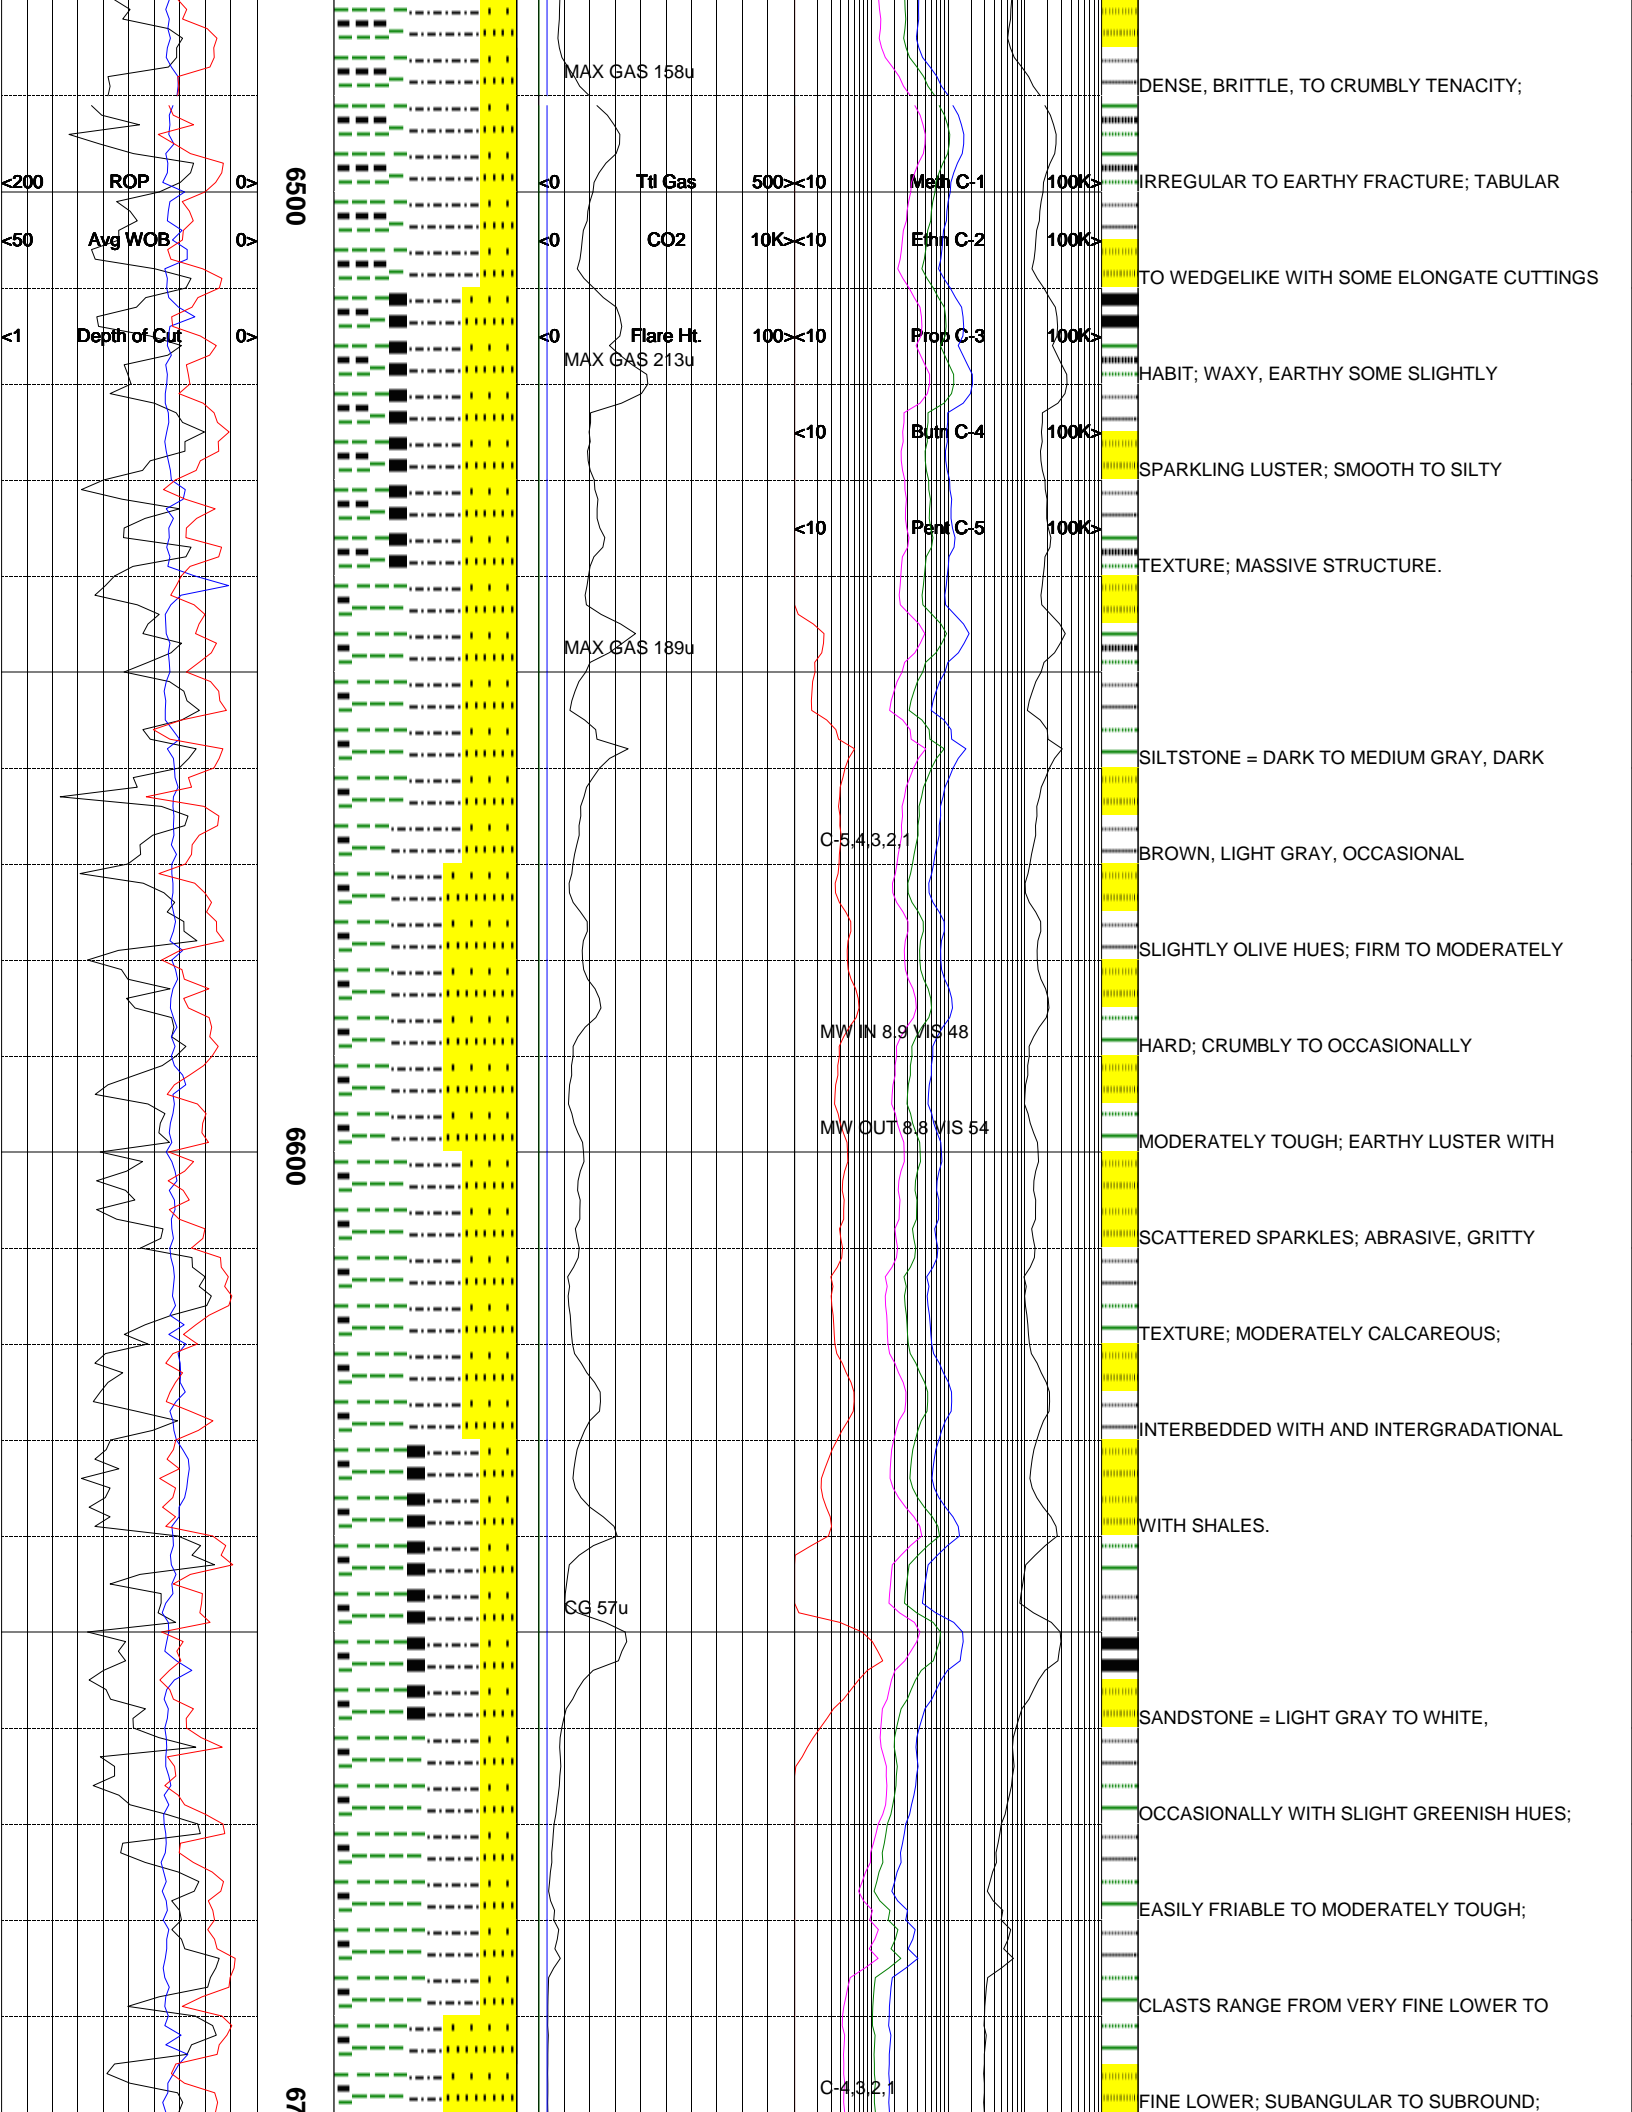 MAX GAS 158u
DENSE, BRITTLE, TO CRUMBLY TENACITY;
6500
<200 ROP 0>
<0 Ttl Gas 500>
<10 Meth C-1 100K>
IRREGULAR TO EARTHY FRACTURE; TABULAR
<50 Avg WOB 0>
<0 CO2 10K>
<10 Ethn C-2 100K>
TO WEDGELIKE WITH SOME ELONGATE CUTTINGS
<1 Depth of Cut 0>
<0 Flare Ht. 100>
<10 Prop C-3 100K>
MAX GAS 213u
HABIT; WAXY, EARTHY SOME SLIGHTLY
<10 Butn C-4 100K>
SPARKLING LUSTER; SMOOTH TO SILTY
<10 Pent C-5 100K>
TEXTURE; MASSIVE STRUCTURE.
MAX GAS 189u
SILTSTONE = DARK TO MEDIUM GRAY, DARK
C-5,4,3,2,1
BROWN, LIGHT GRAY, OCCASIONAL
SLIGHTLY OLIVE HUES; FIRM TO MODERATELY
MW IN 8.9 VIS 48
HARD; CRUMBLY TO OCCASIONALLY
MW OUT 8.8 VIS 54
MODERATELY TOUGH; EARTHY LUSTER WITH
6600
SCATTERED SPARKLES; ABRASIVE, GRITTY
TEXTURE; MODERATELY CALCAREOUS;
INTERBEDDED WITH AND INTERGRADATIONAL
WITH SHALES.
CG 57u
SANDSTONE = LIGHT GRAY TO WHITE,
OCCASIONALLY WITH SLIGHT GREENISH HUES;
EASILY FRIABLE TO MODERATELY TOUGH;
CLASTS RANGE FROM VERY FINE LOWER TO
C-4,3,2,1
67
FINE LOWER; SUBANGULAR TO SUBROUND;